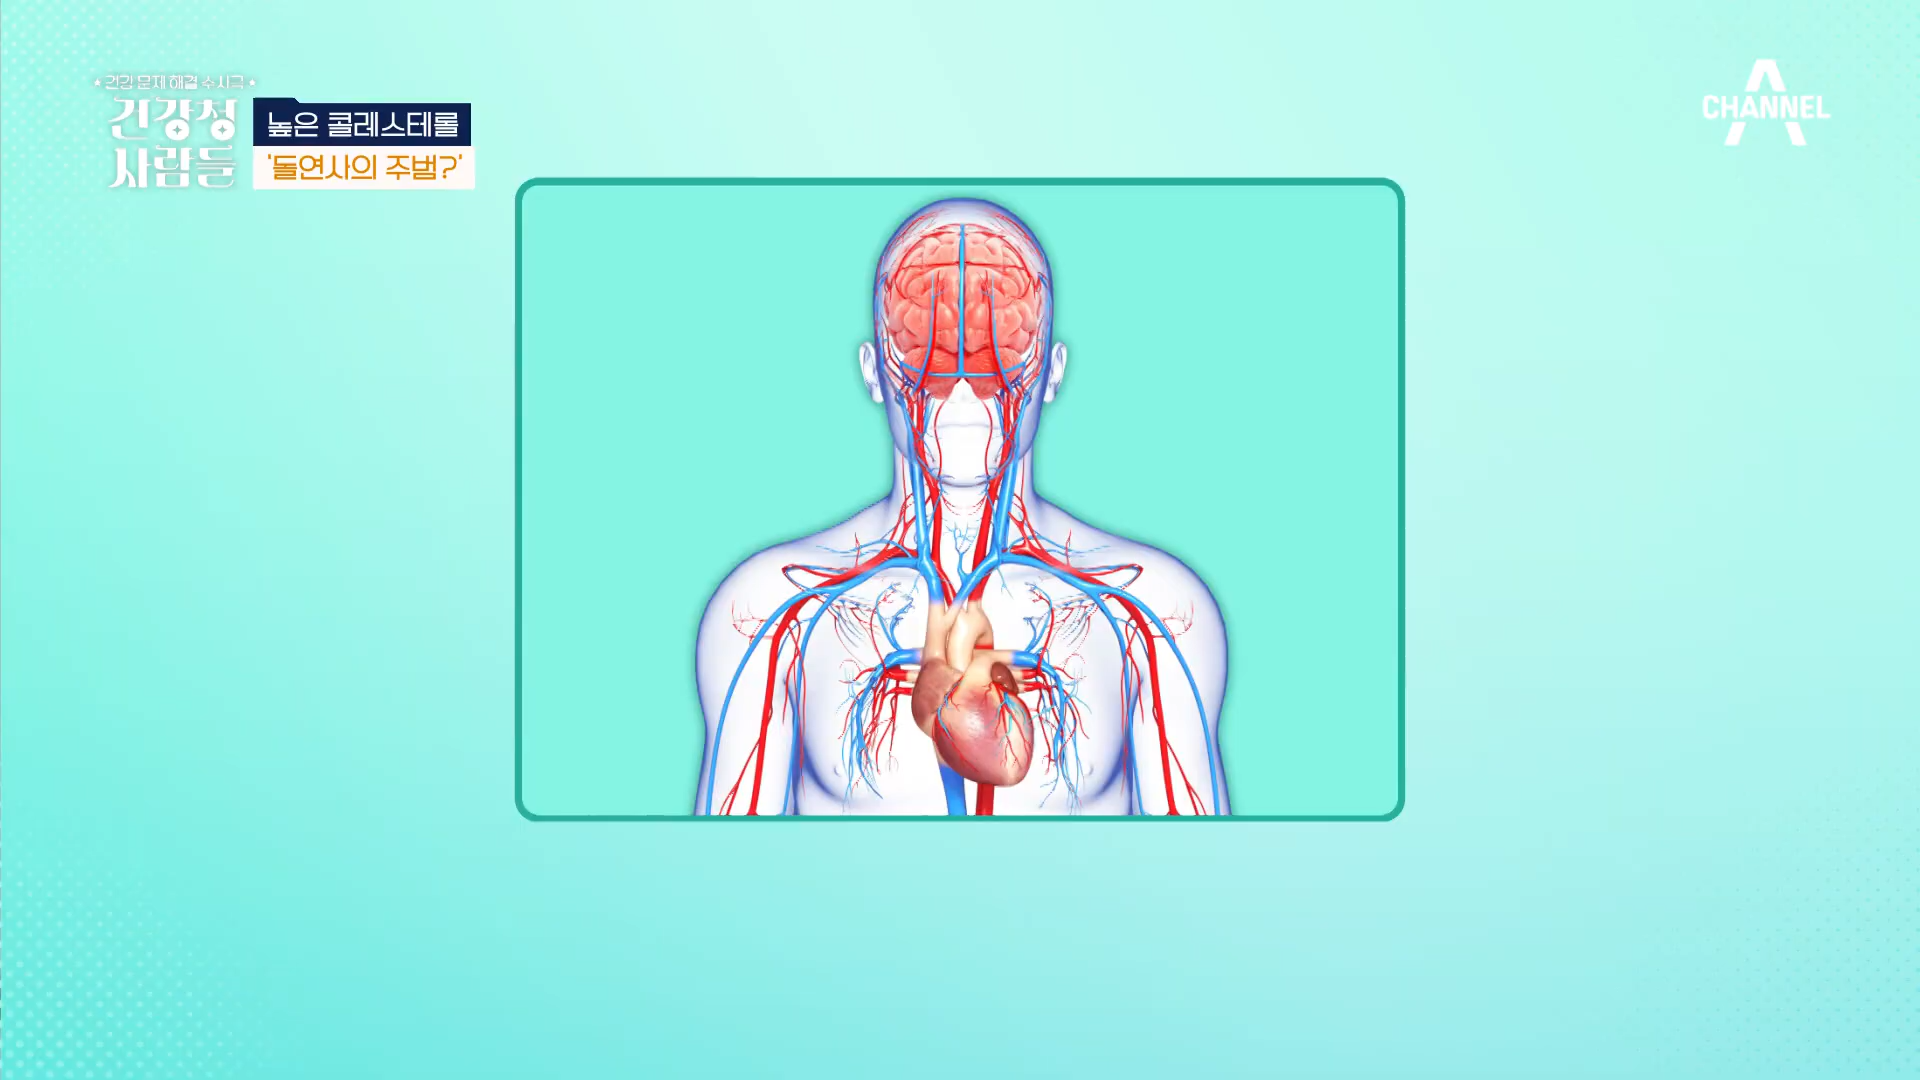 건강 문제 해결 수사극
건강청
사람들
높은 콜레스테롤
'돌연사의 주범?'
CHANNEL A